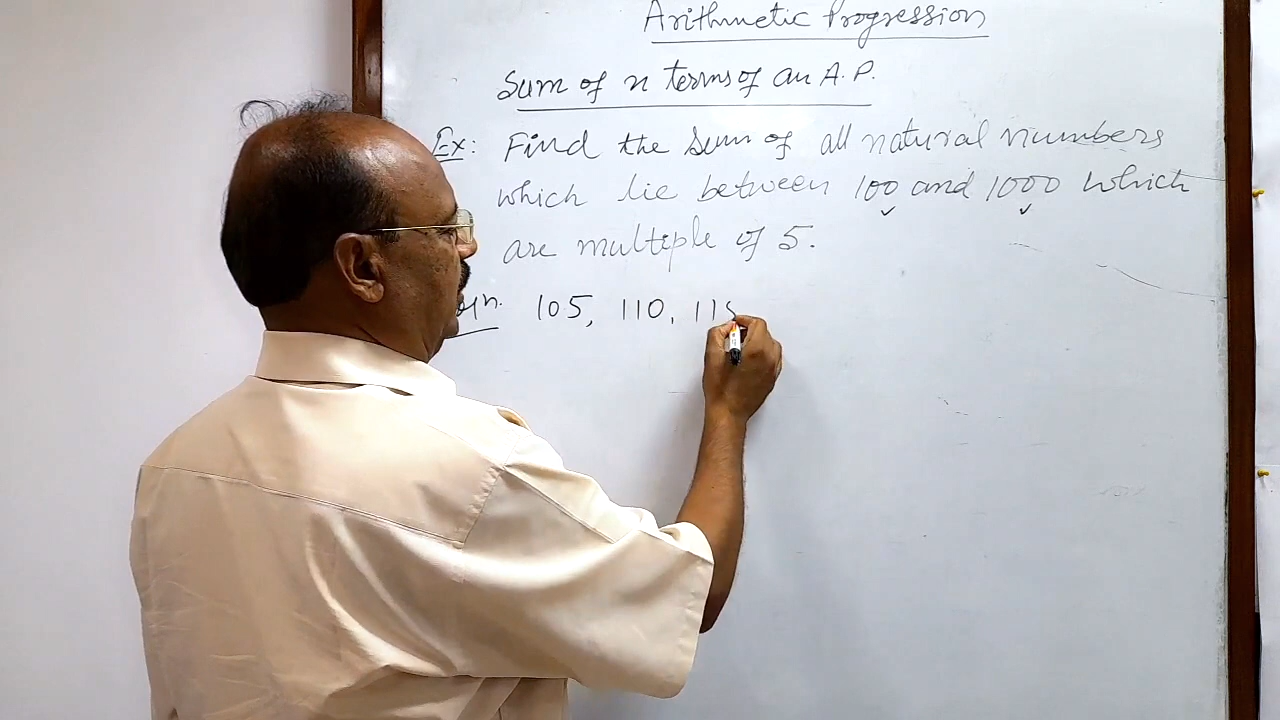 Arithmetic Progression
Sum of n terms of an A.P.
Ex: Find the sum of all natural numbers
which lie between 100 and 1000 which
are multiple of 5.
105, 110, 115